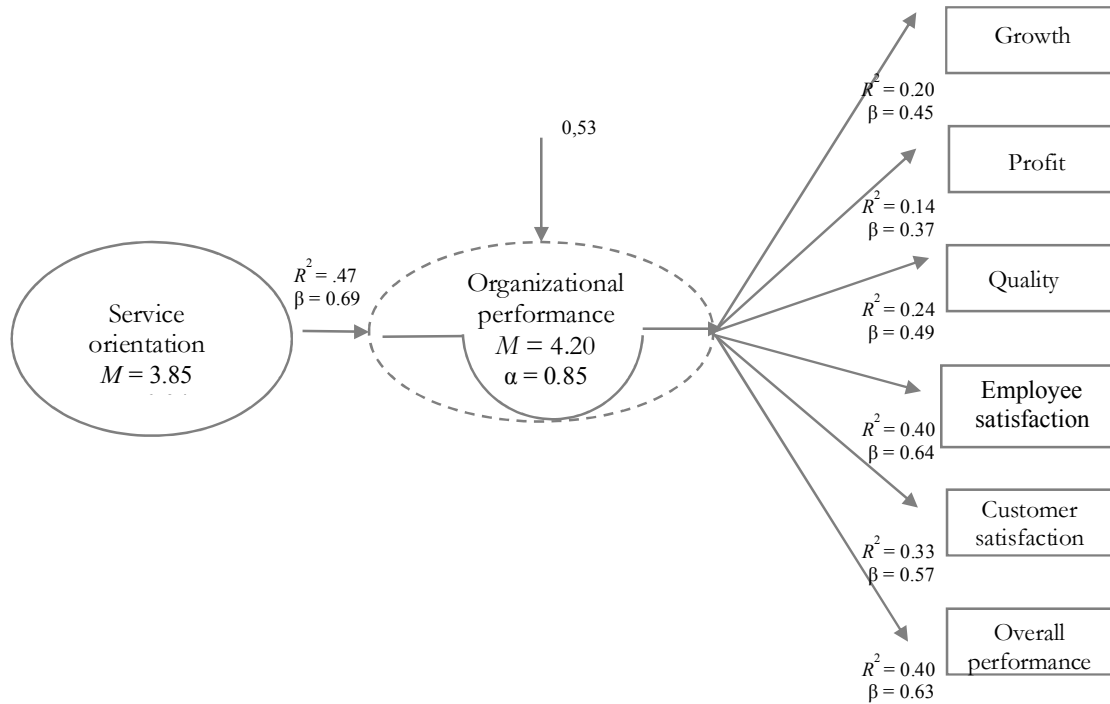 Growth
R² = 0.20
β = 0.45
0,53
Profit
R² = 0.14
β = 0.37
R² = .47
β = 0.69
Organizational
performance
M = 4.20
α = 0.85
Quality
R² = 0.24
β = 0.49
Service
orientation
M = 3.85
Employee
satisfaction
R² = 0.40
β = 0.64
Customer
satisfaction
R² = 0.33
β = 0.57
Overall
performance
R² = 0.40
β = 0.63